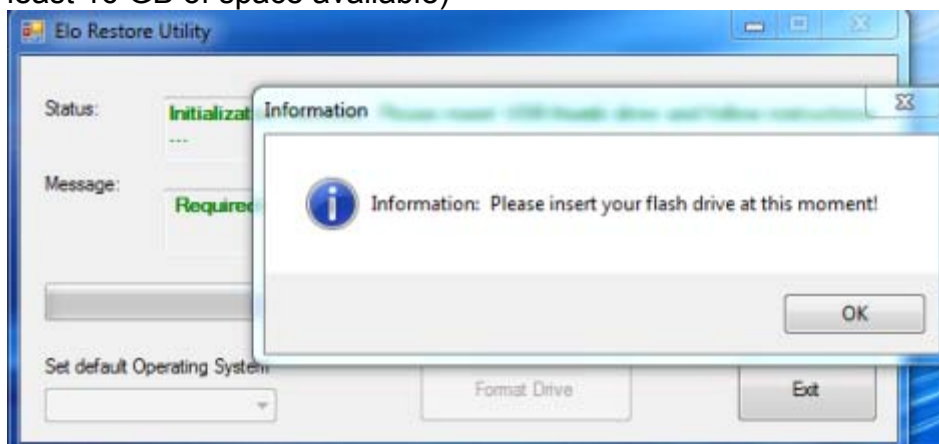 least 16 GB of space available)
Elo Restore Utility
Status:
Initializat
---
Message:
Required
Information
Information: Please insert your flash drive at this moment!
OK
Set default Operating System
Format Drive
Exit